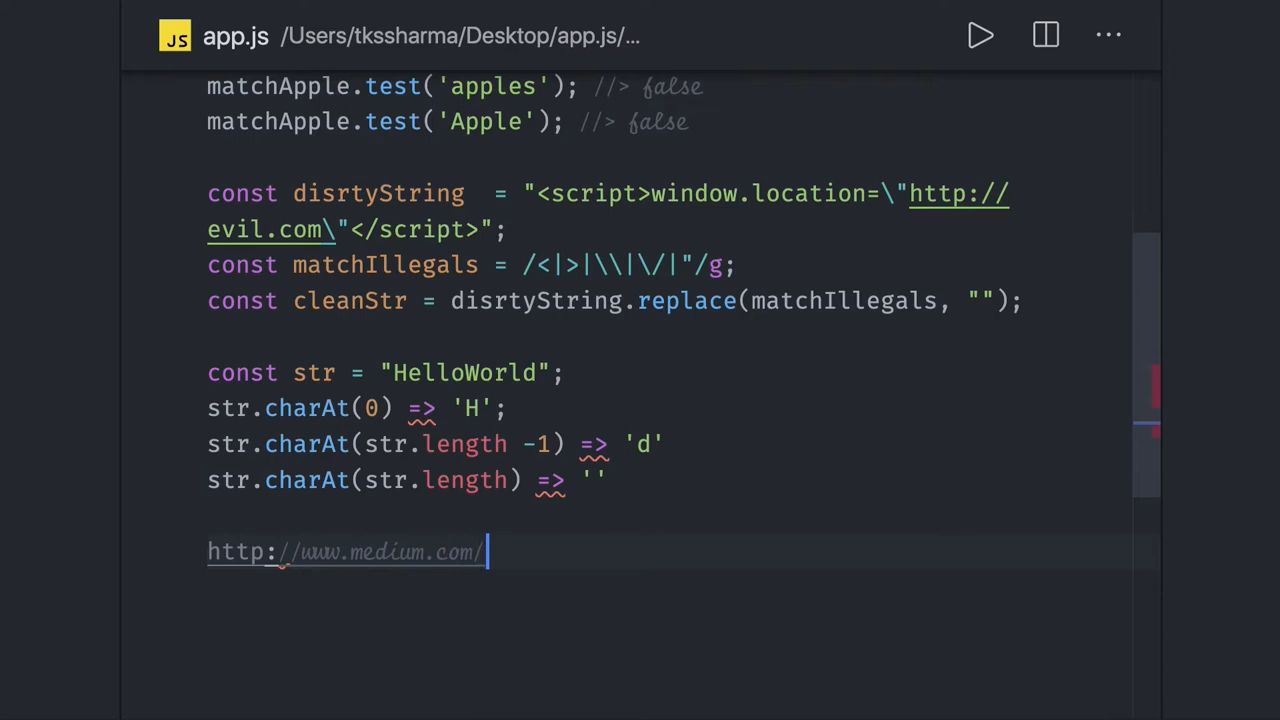 JS app.js /Users/tkssharma/Desktop/app.js/...
matchApple.test('apples'); //> false
matchApple.test('Apple'); //> false
const disrtyString  = "<script>window.location=\"http://
evil.com\"</script>";
const matchIllegals = /<|>|\\|\/|"/g;
const cleanStr = disrtyString.replace(matchIllegals, "");
const str = "HelloWorld";
str.charAt(0) => 'H';
str.charAt(str.length -1) => 'd'
str.charAt(str.length) => ''
http://www.medium.com/